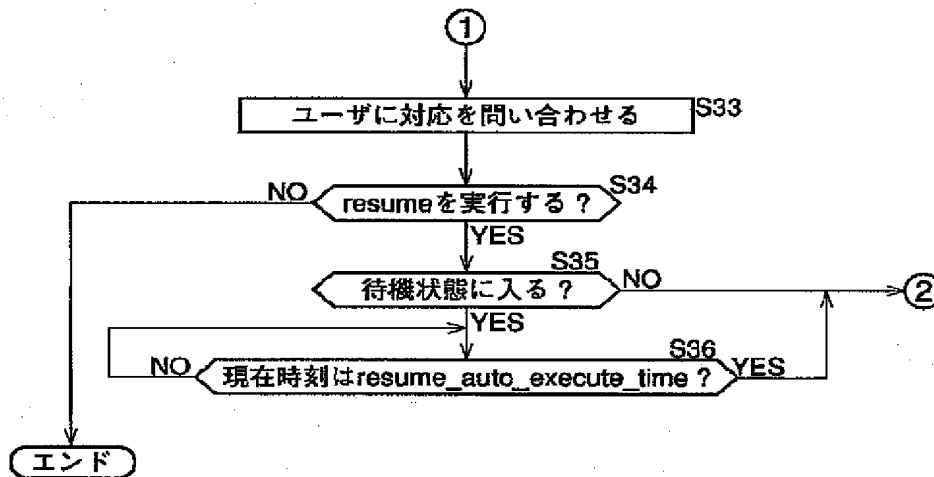 ①
ユーザに対応を問い合わせる
S33
S34
NO
resumeを実行する？
YES
S35
待機状態に入る？
NO
②
YES
S36
NO
現在時刻はresume_auto_execute_time？
YES
エンド